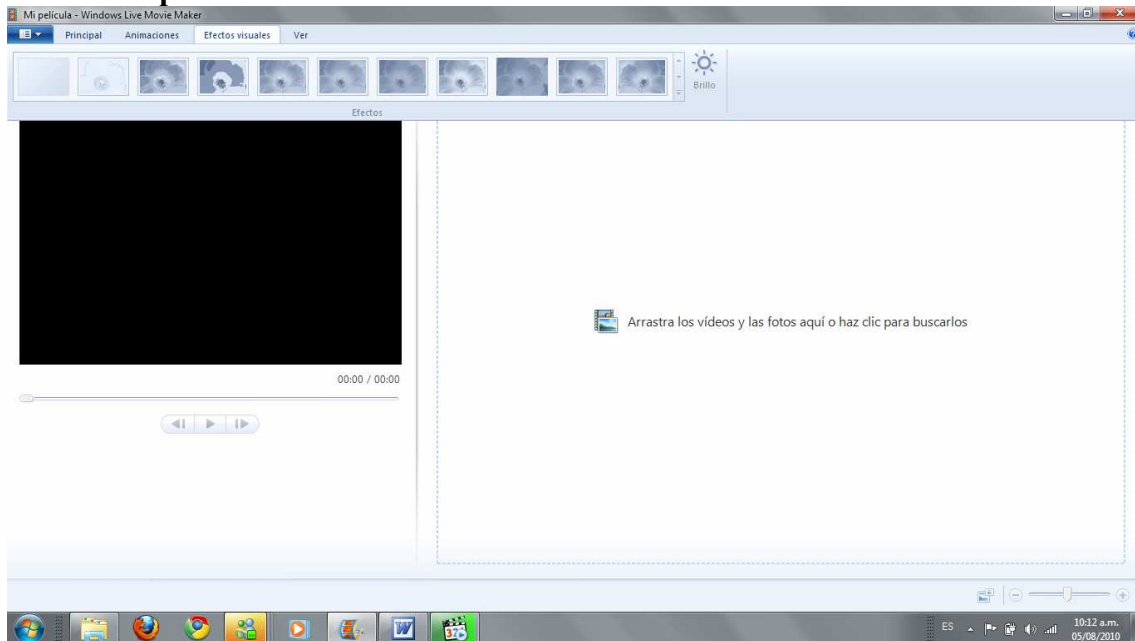 Mi película - Windows Live Movie Maker
Principal Animaciones Efectos visuales Ver
Brillo
Efectos
Arrastra los vídeos y las fotos aquí o haz clic para buscarlos
00:00 / 00:00
ES
10:12 a.m.
05/08/2010